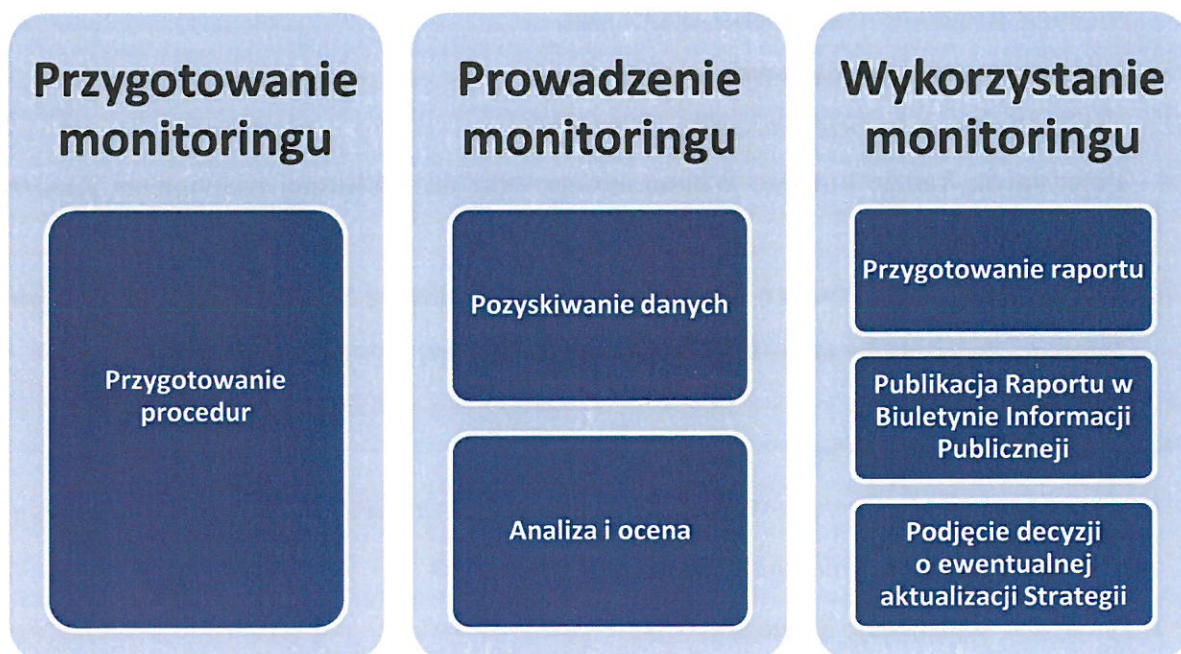 Przygotowanie
monitoringu
Przygotowanie
procedur
Prowadzenie
monitoringu
Pozyskiwanie danych
Analiza i ocena
Wykorzystanie
monitoringu
Przygotowanie raportu
Publikacja Raportu w
Biuletynie Informacji
Publiczneji
Podjęcie decyzji
o ewentualnej
aktualizacji Strategii